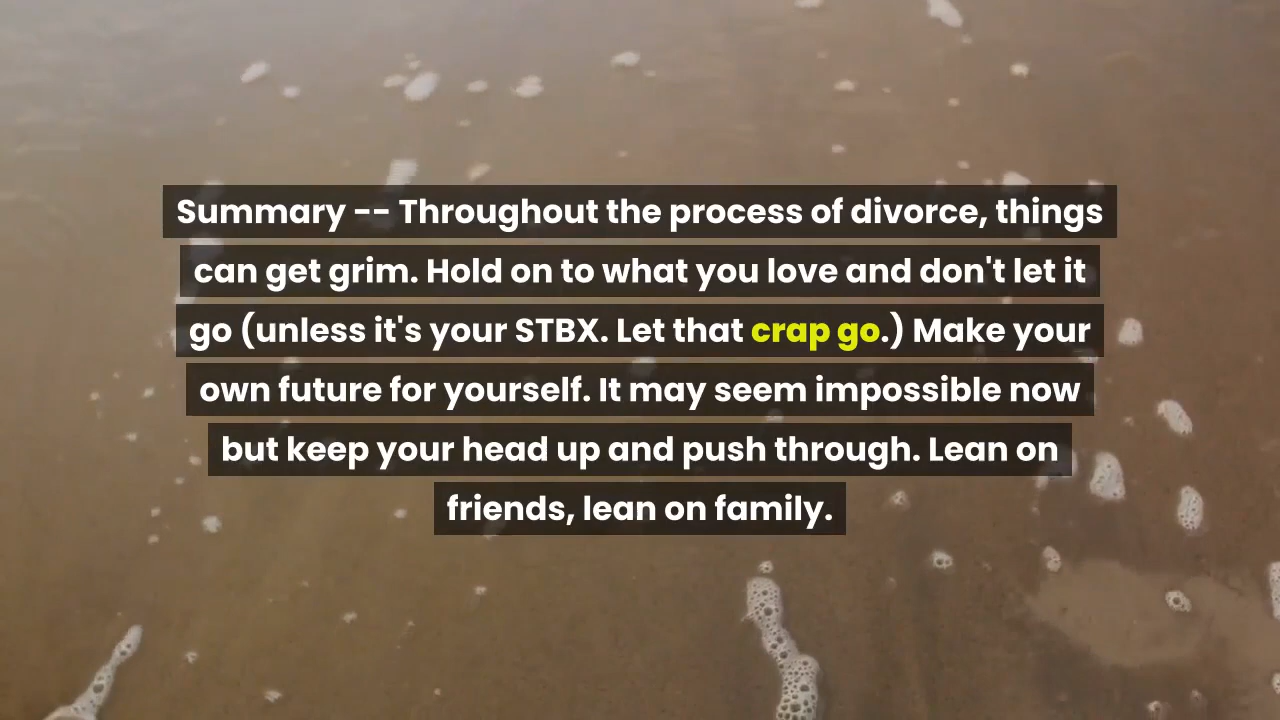 Summary -- Throughout the process of divorce, things
can get grim. Hold on to what you love and don't let it
go (unless it's your STBX. Let that crap go.) Make your
own future for yourself. It may seem impossible now
but keep your head up and push through. Lean on
friends, lean on family.